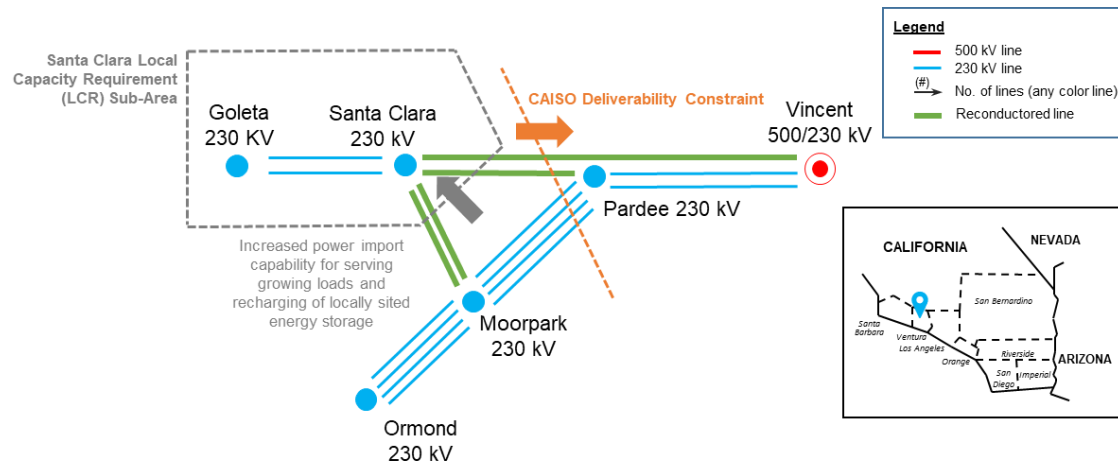 Santa Clara Local
Capacity Requirement
(LCR) Sub-Area
Goleta
230 KV
Santa Clara
230 kV
CAISO Deliverability Constraint
Vincent
500/230 kV
Pardee 230 kV
Increased power import
capability for serving
growing loads and
recharging of locally sited
energy storage
Moorpark
230 kV
Ormond
230 kV
Legend
500 kV line
230 kV line
(#)
No. of lines (any color line)
Reconductored line
CALIFORNIA
NEVADA
San Bernardino
Santa
Barbara
Ventura
Los Angeles
Orange
Riverside
San
Diego
Imperial
ARIZONA